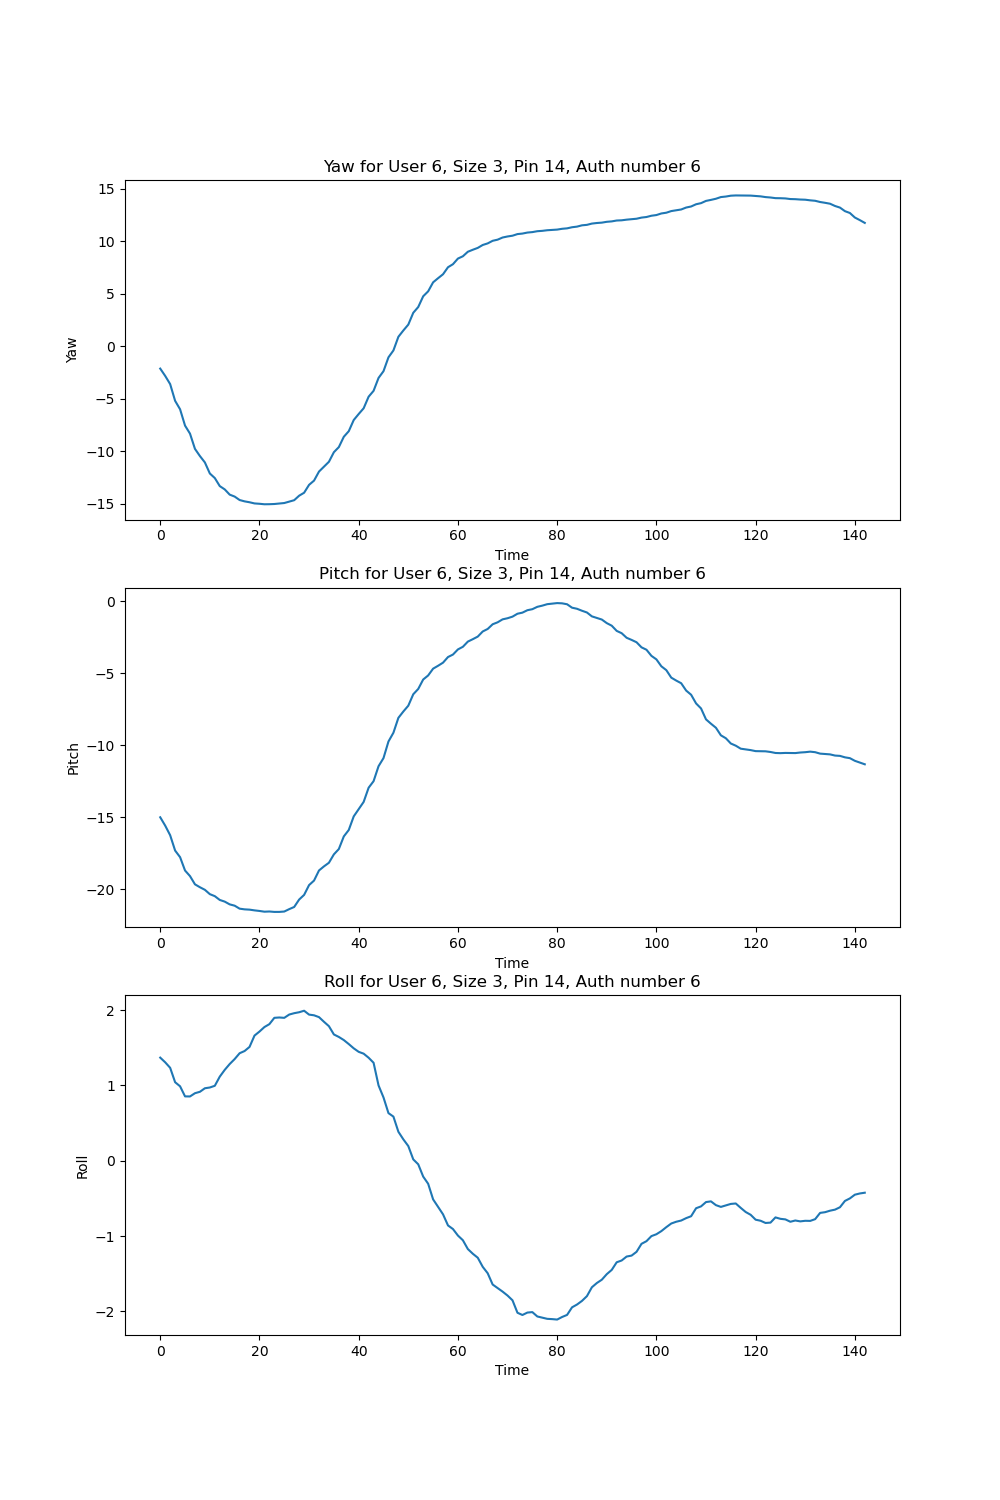 Yaw for User 6, Size 3, Pin 14, Auth number 6
15
10
5
0
−5
−10
−15
Yaw
0 20 40 60 80 100 120 140
Time
Pitch for User 6, Size 3, Pin 14, Auth number 6
0
−5
−10
−15
−20
Pitch
0 20 40 60 80 100 120 140
Time
Roll for User 6, Size 3, Pin 14, Auth number 6
2
1
0
−1
−2
Roll
0 20 40 60 80 100 120 140
Time